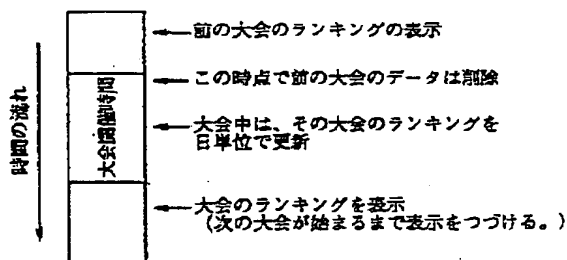 前の大会のランキングの表示
この時点で前の大会のデータは削除
大会中は、その大会のランキングを
日単位で更新
大会のランキングを表示
(次の大会が始まるまで表示をつづける。)
時間の流れ
大会開催時間